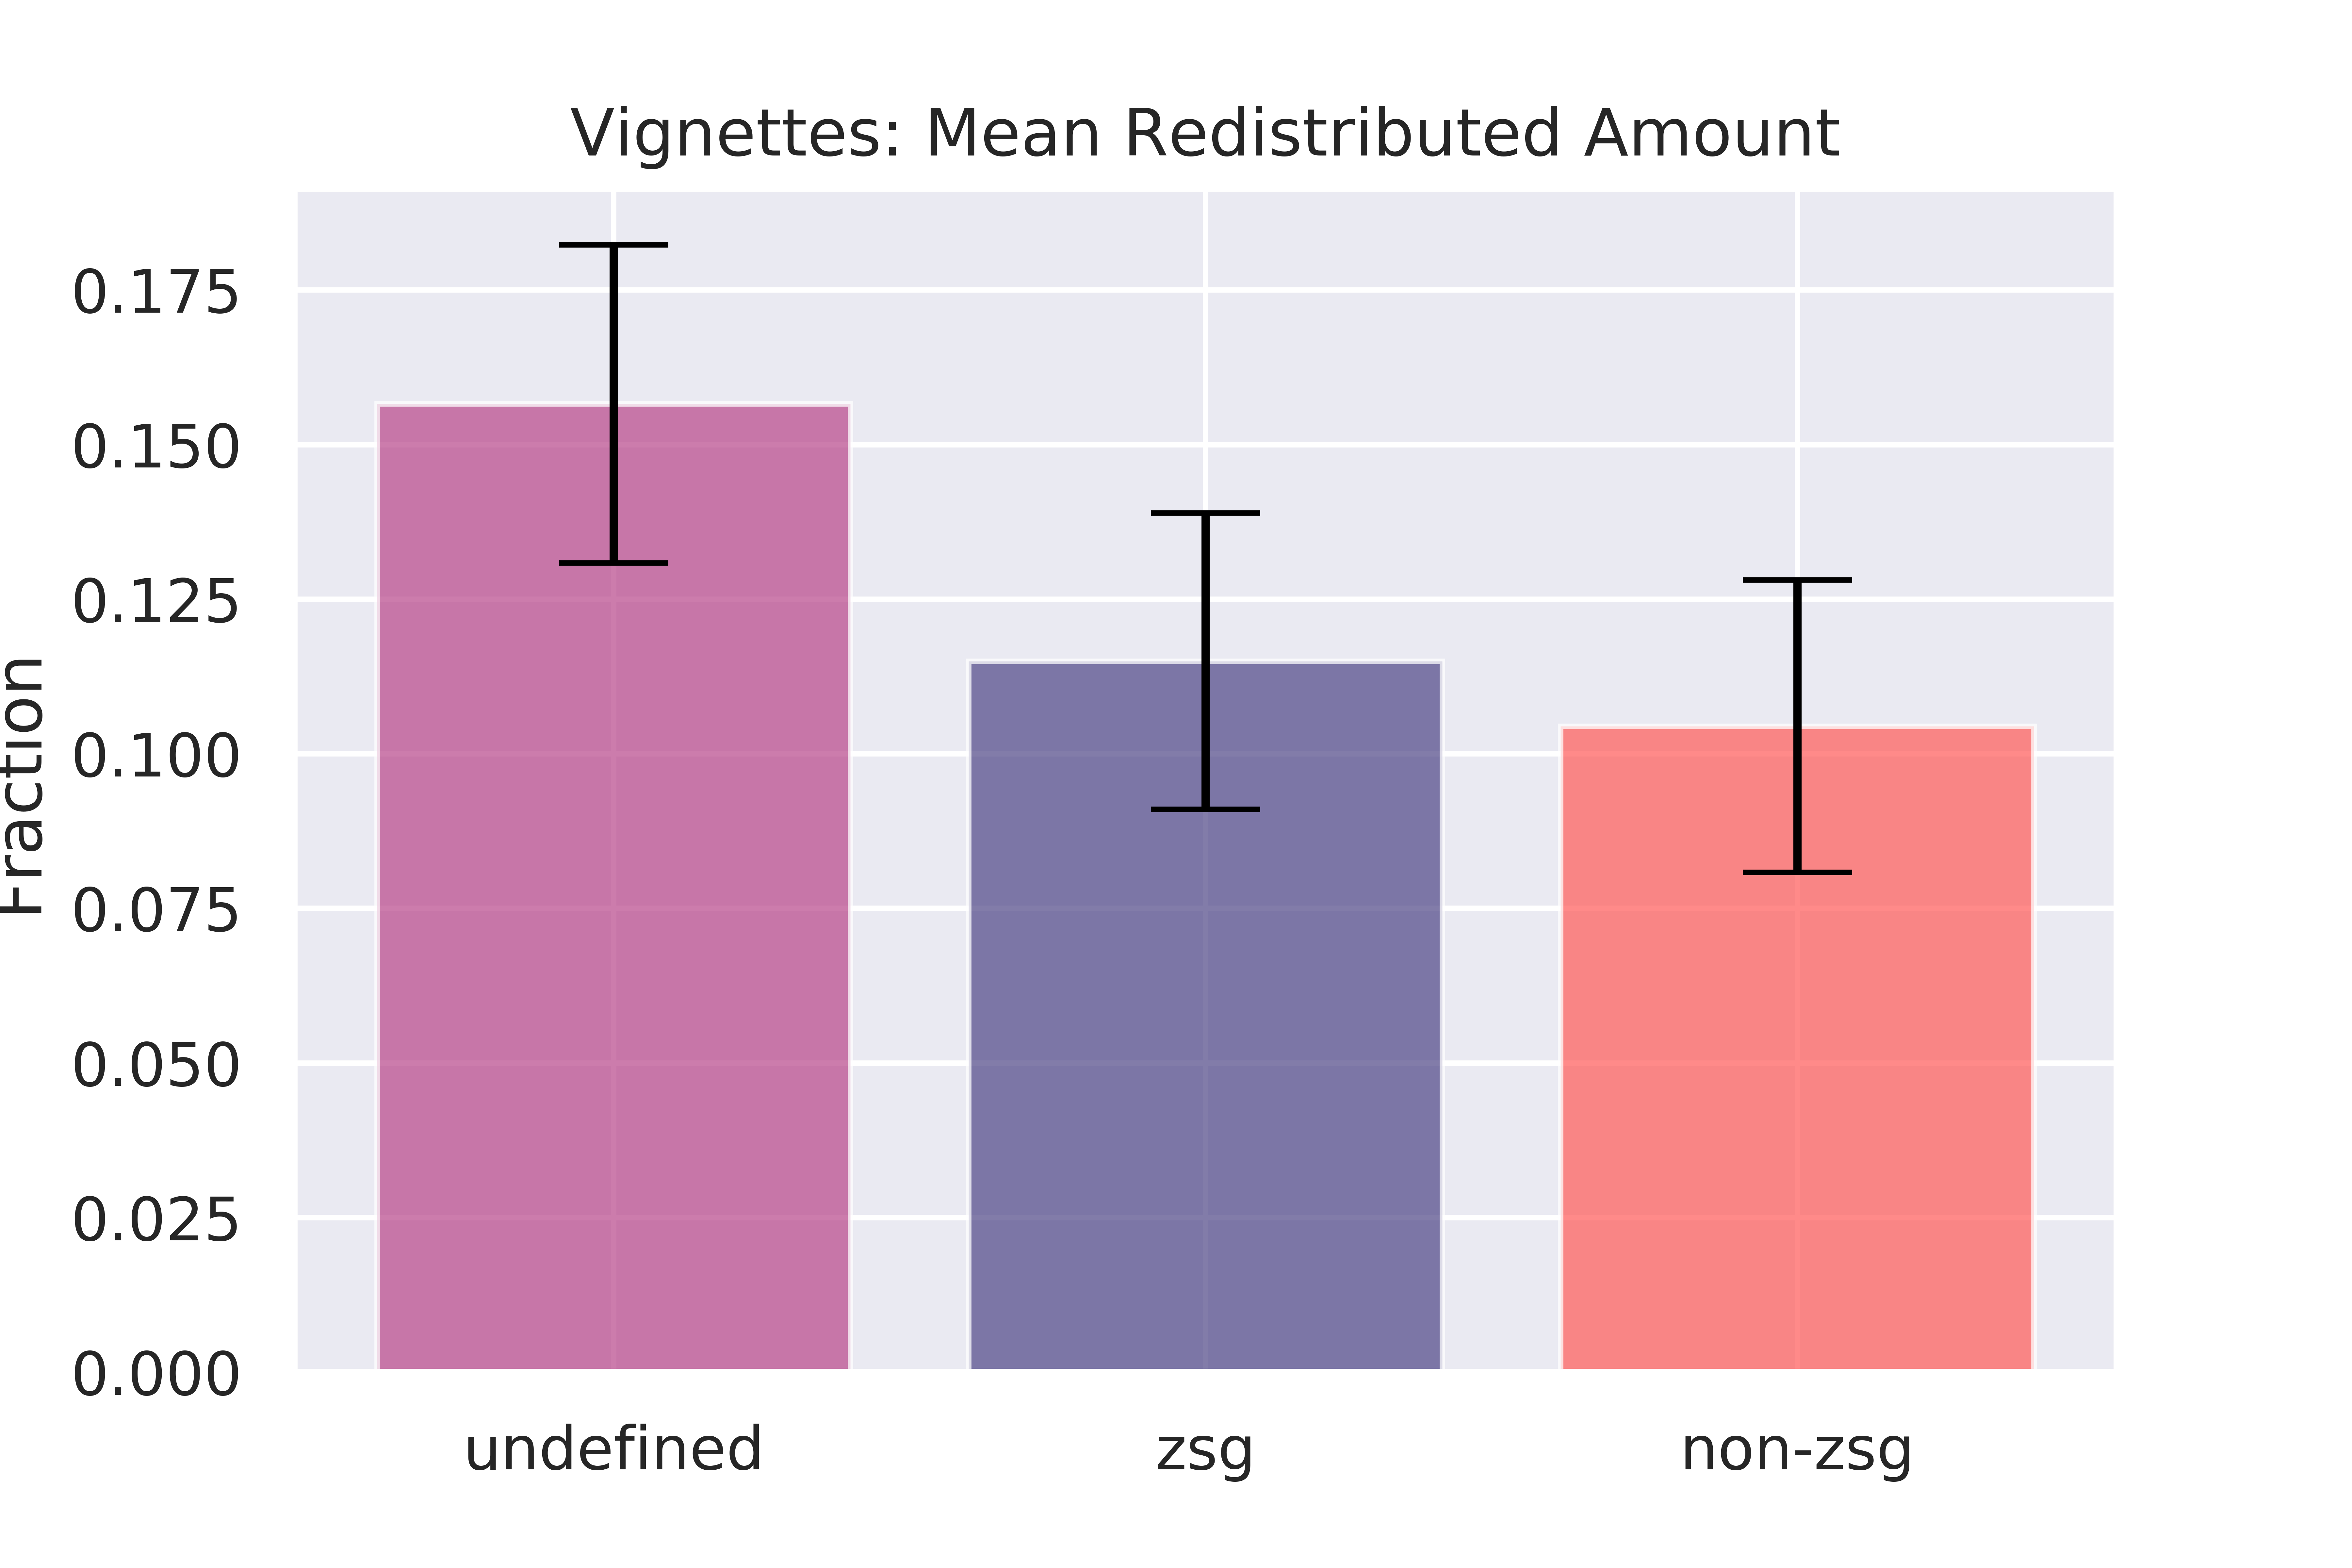 Vignettes: Mean Redistributed Amount
Fraction
0.175
0.150
0.125
0.100
0.075
0.050
0.025
0.000
undefined
zsg
non-zsg